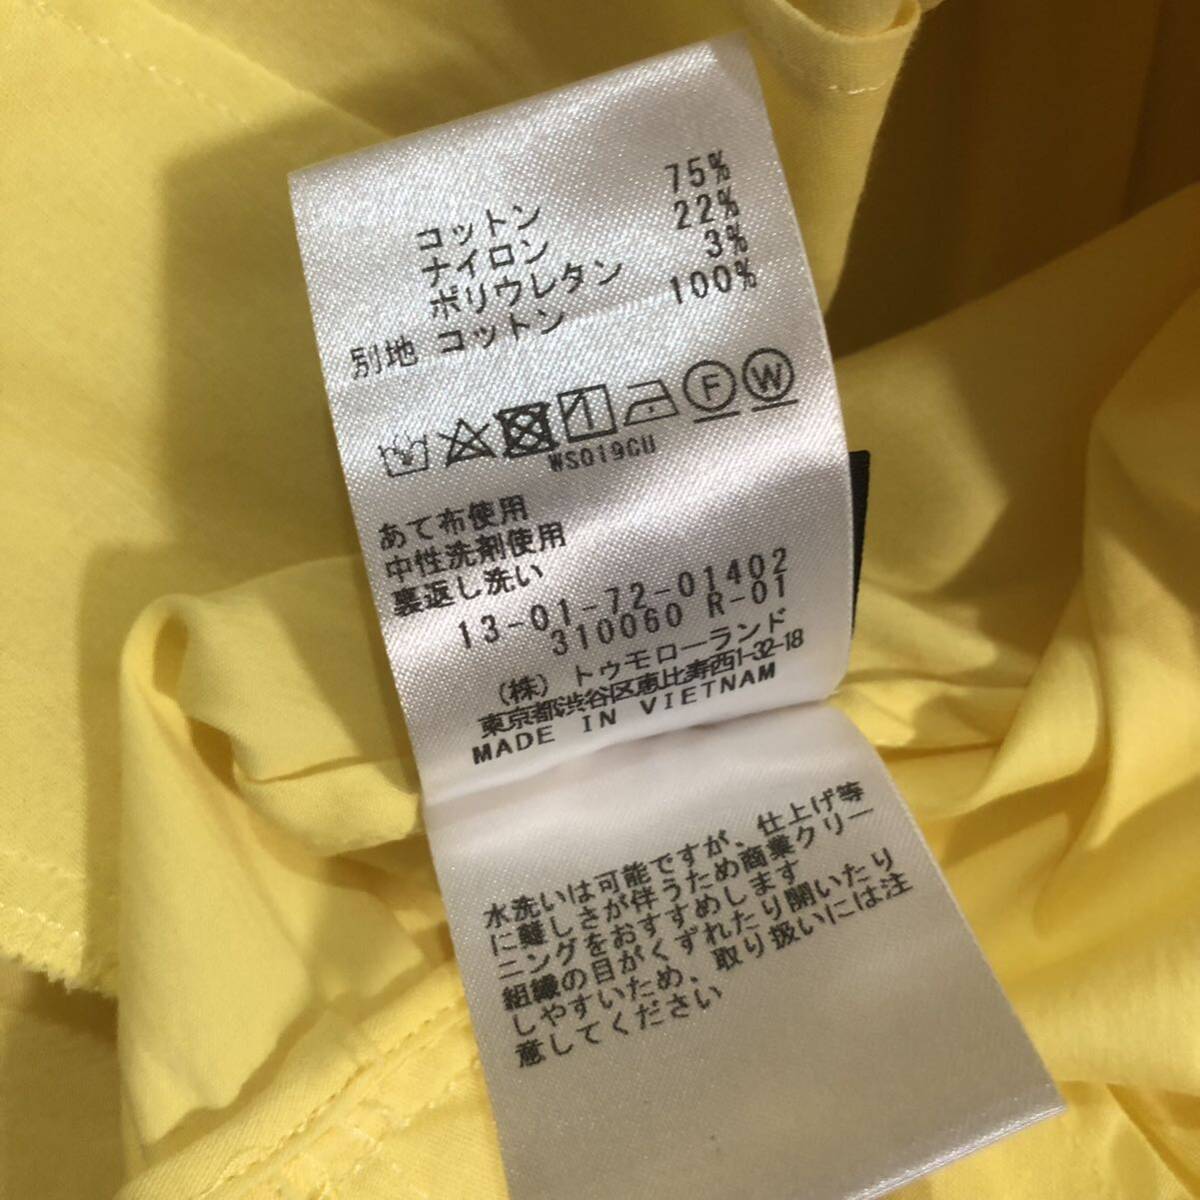 コットン 75%
ナイロン 22%
ポリウレタン 3%
別地 コットン 100%
F W
WS019CU
あて布使用
中性洗剤使用
裏返し洗い
13-01-72-01402
310060 R-01
(株) トゥモローランド
東京都渋谷区恵比寿西1-32-18
MADE IN VIETNAM
水洗いは可能ですが、仕上げ等
に難しさが伴うため商業クリー
ニングをおすすめします
組織の目がくずれたり開いたり
しやすいため、取り扱いには注
意してください